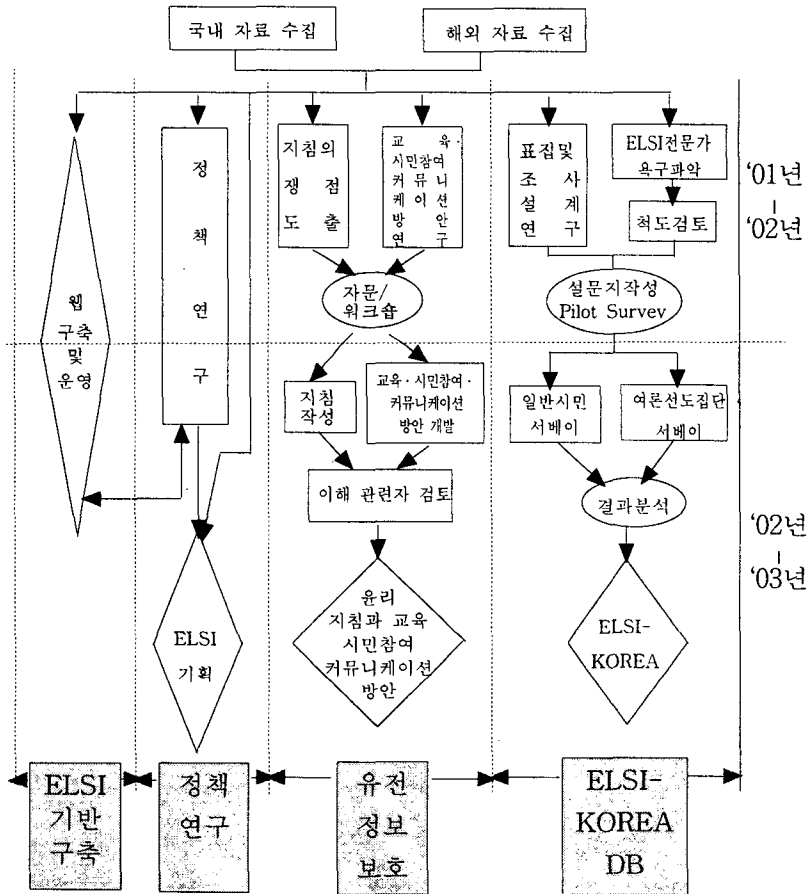 국내 자료 수집
해외 자료 수집
정
책
연
구
지침의
쟁점
도출
교육·
시민참여
커뮤니
케이션
방안
연구
표집및
조사
설계
연구
ELSI전문가
욕구파악
척도검토
'01년
-
'02년
웹
구축
및
운영
자문/
워크숍
설문지작성
Pilot Survev
지침
작성
교육·시민참여·
커뮤니케이션
방안 개발
일반시민
서베이
여론선도집단
서베이
이해 관련자 검토
결과분석
'02년
-
'03년
ELSI
기획
윤리
지침과 교육
시민참여
커뮤니케이션
방안
ELSI-
KOREA
ELSI
기반
구축
정책
연구
유전
정보
보호
ELSI-
KOREA
DB